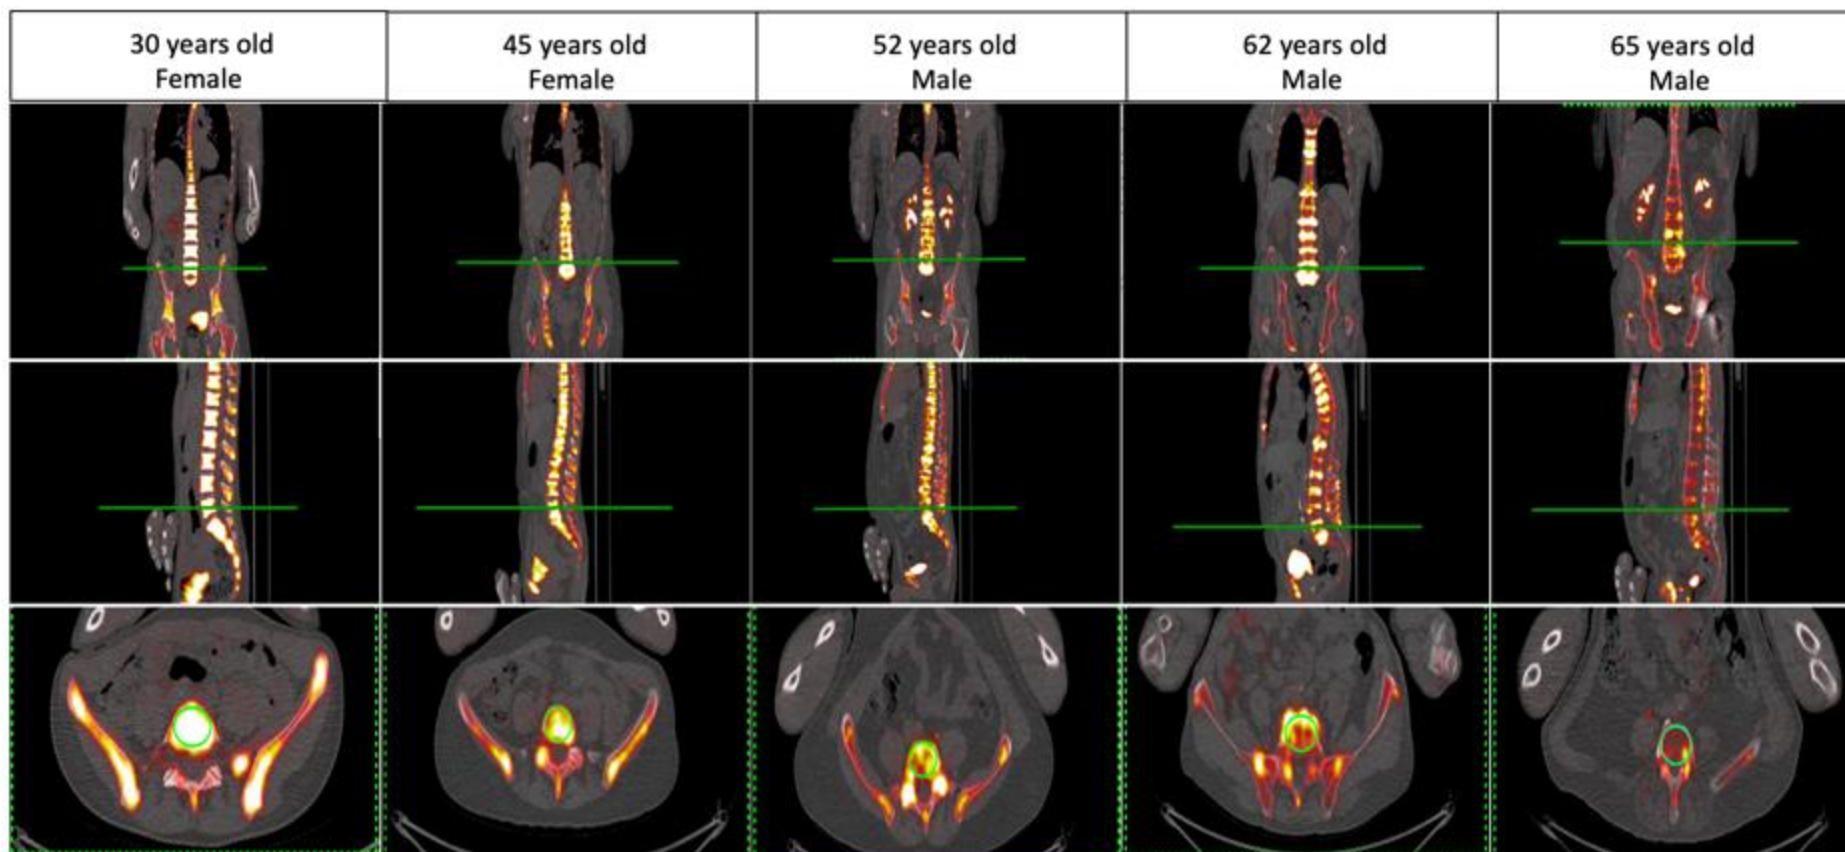 30 years old
Female
45 years old
Female
52 years old
Male
62 years old
Male
65 years old
Male